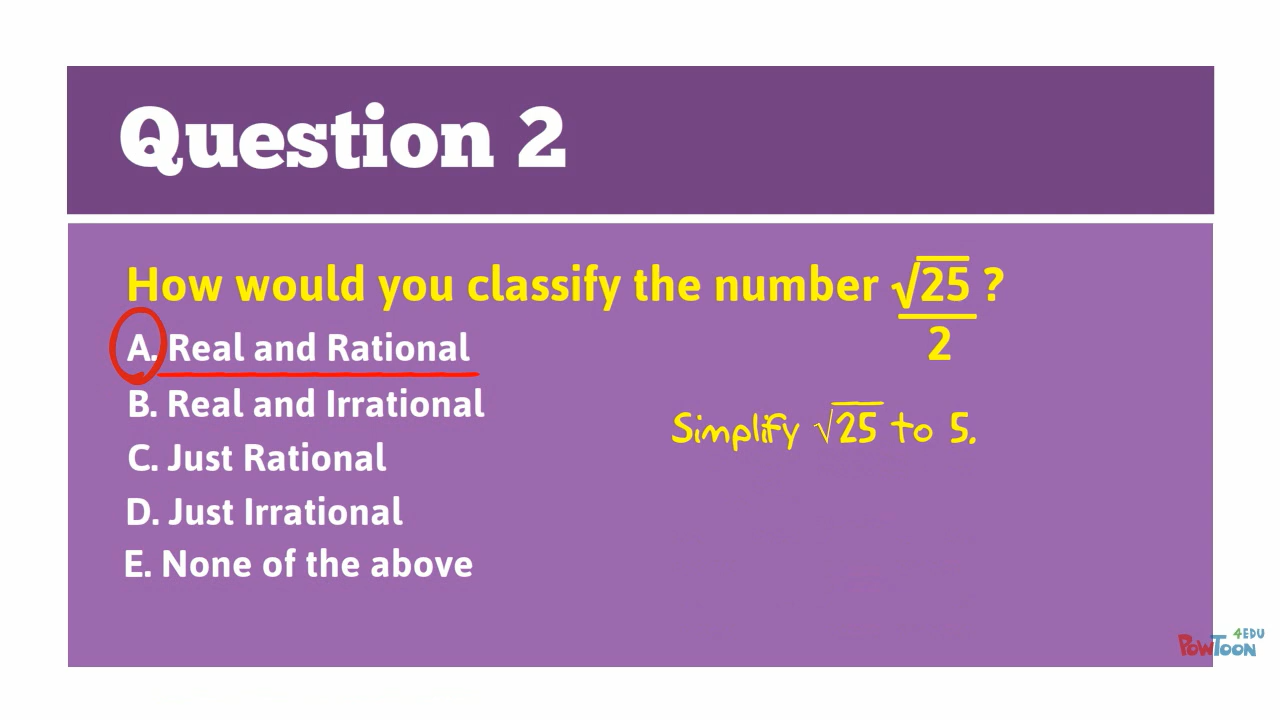 Question 2
How would you classify the number √25 / 2 ?
A. Real and Rational
B. Real and Irrational
C. Just Rational
D. Just Irrational
E. None of the above
Simplify √25 to 5.
POWTOON 4EDU